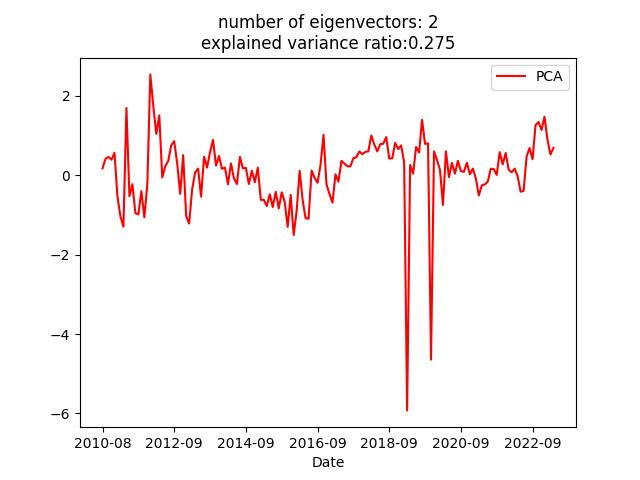 number of eigenvectors: 2
explained variance ratio:0.275
PCA
2
0
−2
−4
−6
2010-08 2012-09 2014-09 2016-09 2018-09 2020-09 2022-09
Date